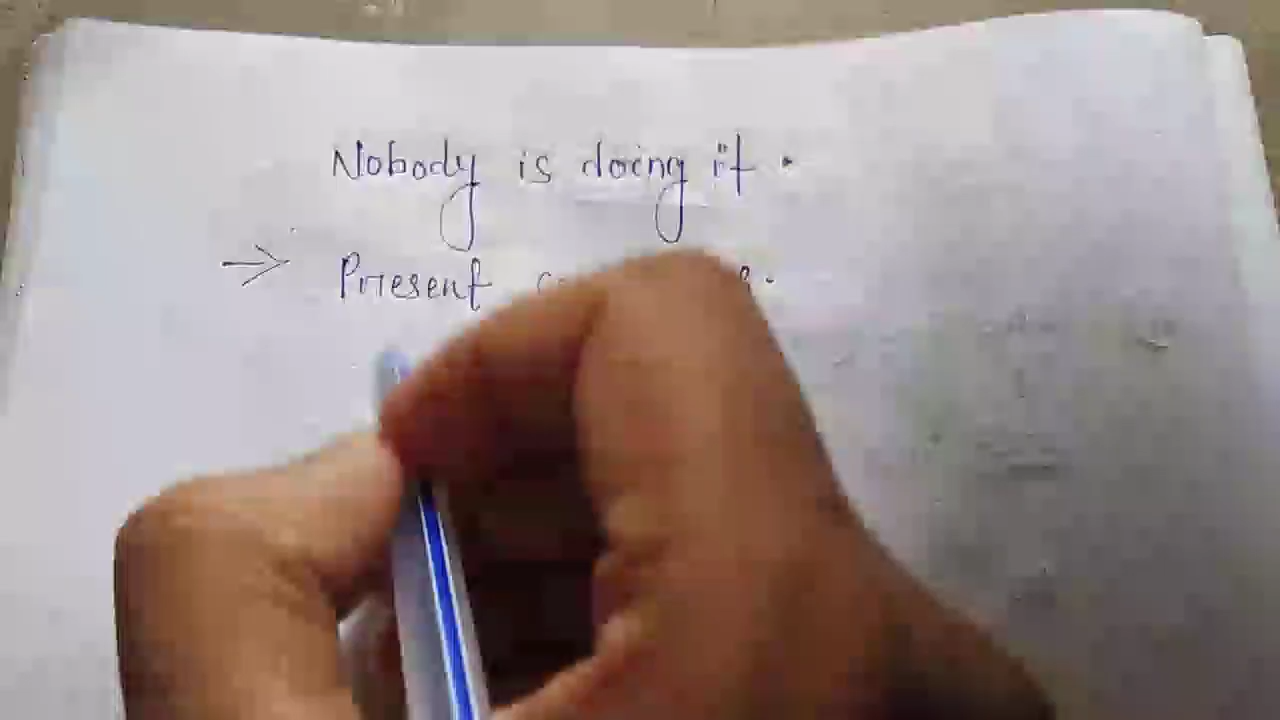 Nobody is doing it.
→ Present